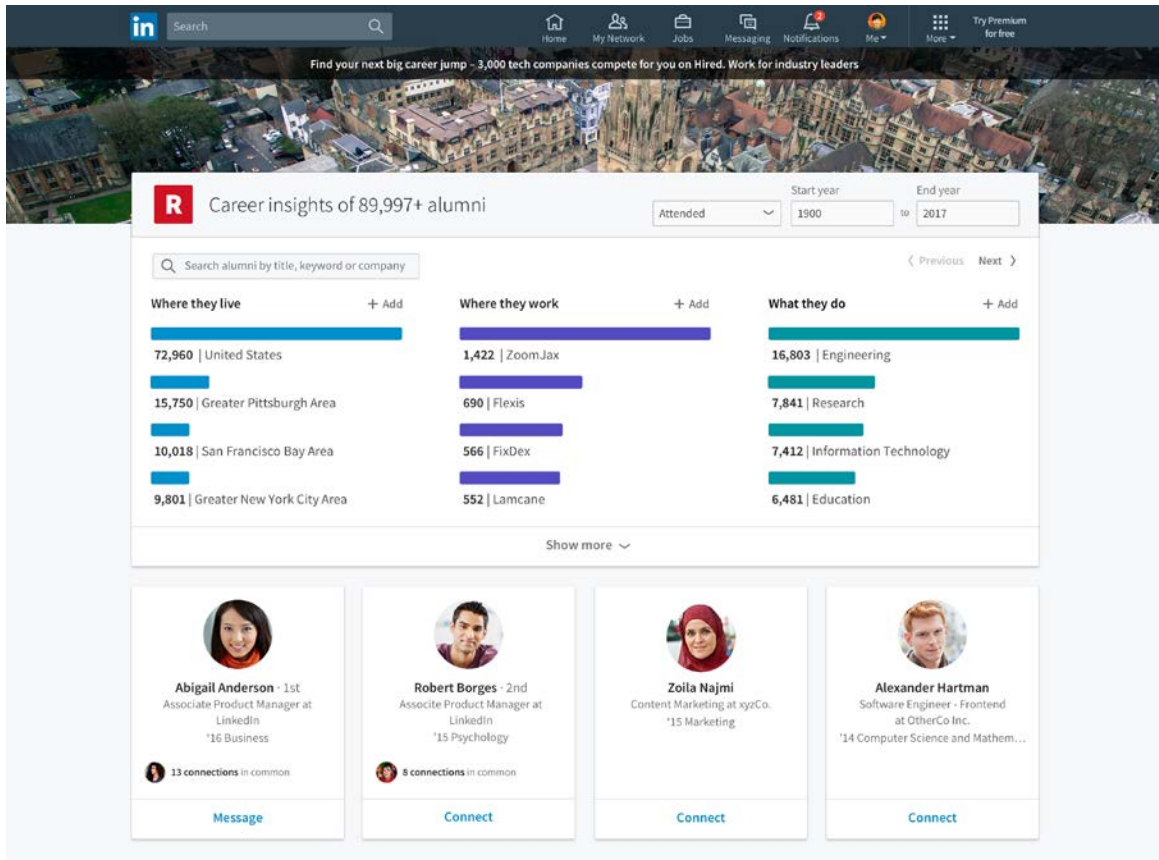 in
Search
Home
My Network
Jobs
Messaging
2
Notifications
Me
More
Try Premium
for free
Find your next big career jump – 3,000 tech companies compete for you on Hired. Work for industry leaders
R
Career insights of 89,997+ alumni
Attended
Start year
1900
to
End year
2017
Search alumni by title, keyword or company
Previous Next
Where they live + Add
72,960 | United States
15,750 | Greater Pittsburgh Area
10,018 | San Francisco Bay Area
9,801 | Greater New York City Area
Where they work + Add
1,422 | ZoomJax
690 | Flexis
566 | FixDex
552 | Lamcane
What they do + Add
16,803 | Engineering
7,841 | Research
7,412 | Information Technology
6,481 | Education
Show more
Abigail Anderson · 1st
Associate Product Manager at
LinkedIn
'16 Business
13 connections in common
Message
Robert Borges · 2nd
Associte Product Manager at
LinkedIn
'15 Psychology
8 connections in common
Connect
Zoila Najmi
Content Marketing at xyzCo.
'15 Marketing
Connect
Alexander Hartman
Software Engineer - Frontend
at OtherCo Inc.
'14 Computer Science and Mathem...
Connect